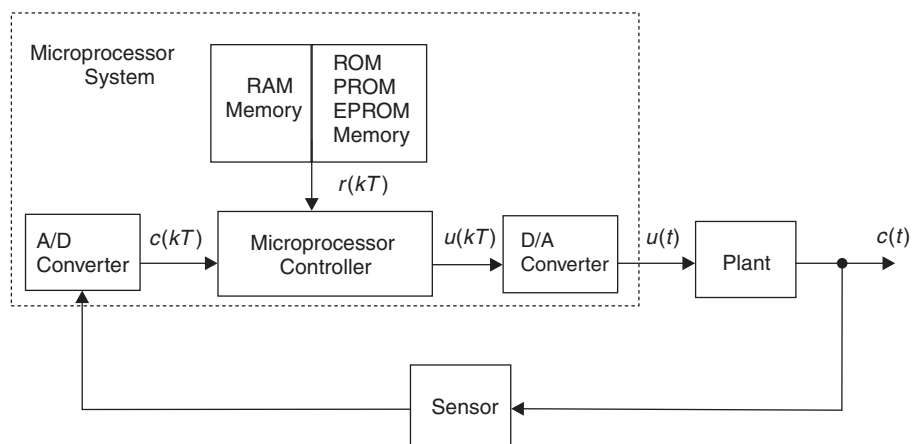 Microprocessor
System
RAM
Memory
ROM
PROM
EPROM
Memory
r(kT)
A/D
Converter
c(kT)
Microprocessor
Controller
u(kT)
D/A
Converter
u(t)
Plant
c(t)
Sensor